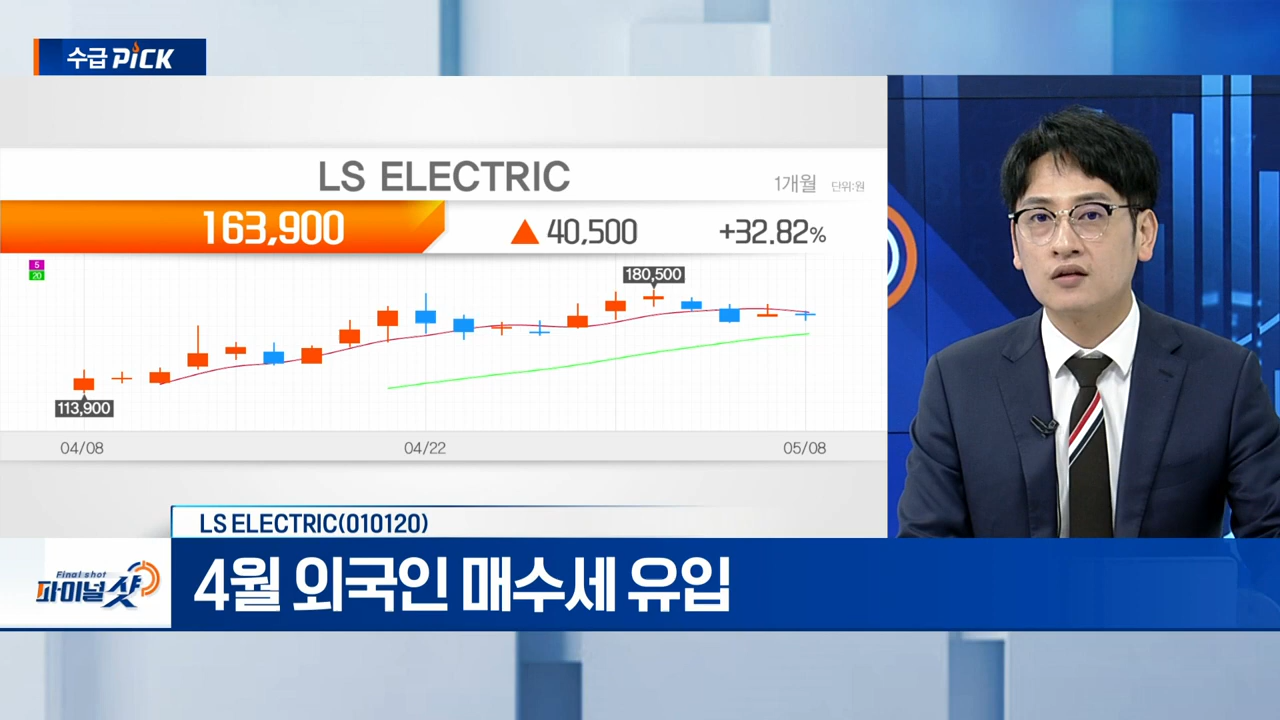 수급 PiCK
LS ELECTRIC
1개월 단위:원
163,900 ▲ 40,500 +32.82%
5
20
180,500
113,900
04/08 04/22 05/08
LS ELECTRIC(010120)
Final shot
파이널샷
4월 외국인 매수세 유입